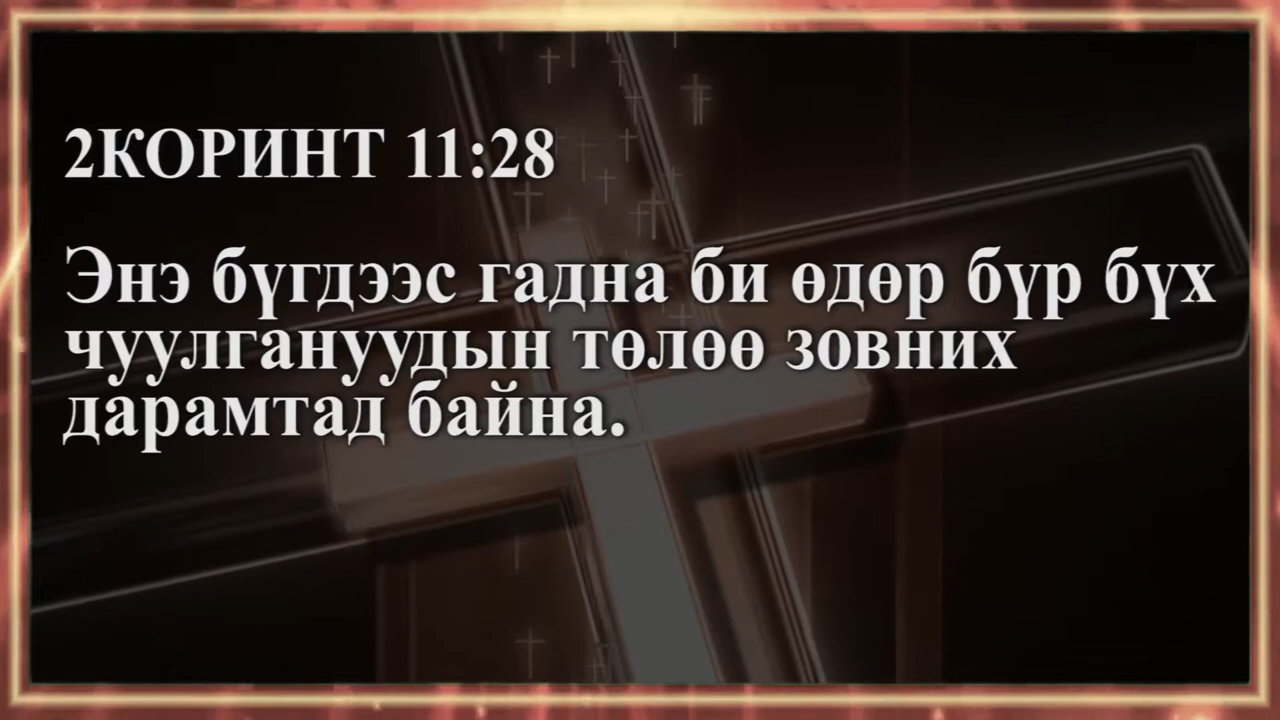 2КОРИНТ 11:28
Энэ бүгдээс гадна би өдөр бүр бүх
чуулгануудын төлөө зовних
дарамтад байна.